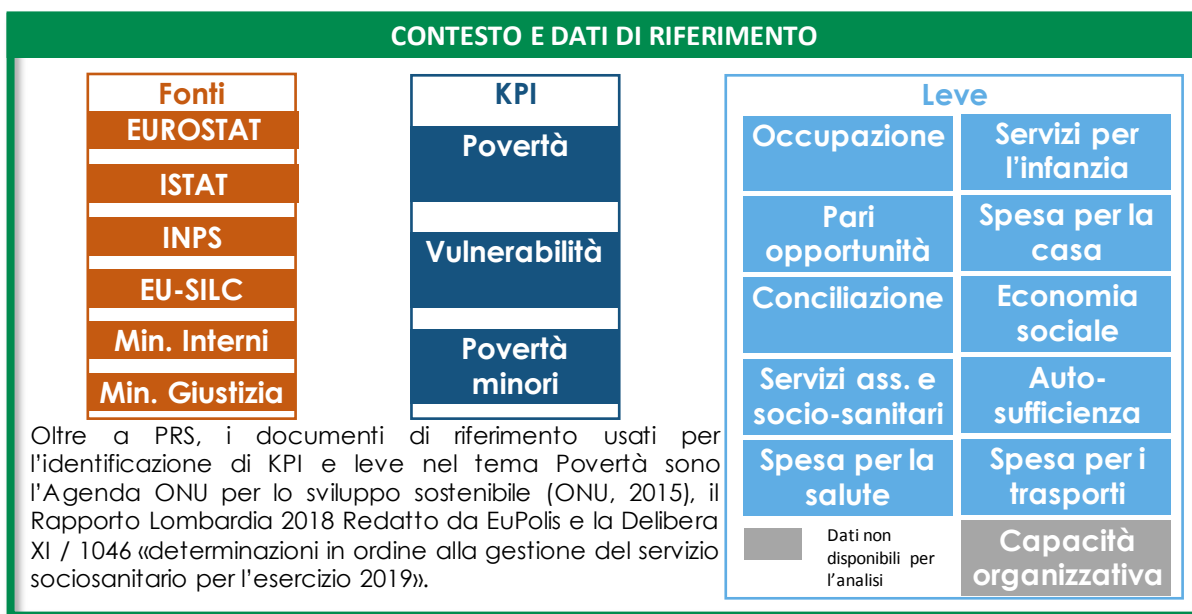 CONTESTO E DATI DI RIFERIMENTO
Fonti
EUROSTAT
ISTAT
INPS
EU-SILC
Min. Interni
Min. Giustizia
KPI
Povertà
Vulnerabilità
Povertà
minori
Leve
Occupazione
Servizi per
l'infanzia
Pari
opportunità
Spesa per la
casa
Conciliazione
Economia
sociale
Servizi ass. e
socio-sanitari
Auto-
sufficienza
Spesa per la
salute
Spesa per i
trasporti
Dati non
disponibili per
l'analisi
Capacità
organizzativa
Oltre a PRS, i documenti di riferimento usati per
l'identificazione di KPI e leve nel tema Povertà sono
l'Agenda ONU per lo sviluppo sostenibile (ONU, 2015), il
Rapporto Lombardia 2018 Redatto da EuPolis e la Delibera
XI / 1046 «determinazioni in ordine alla gestione del servizio
sociosanitario per l'esercizio 2019».